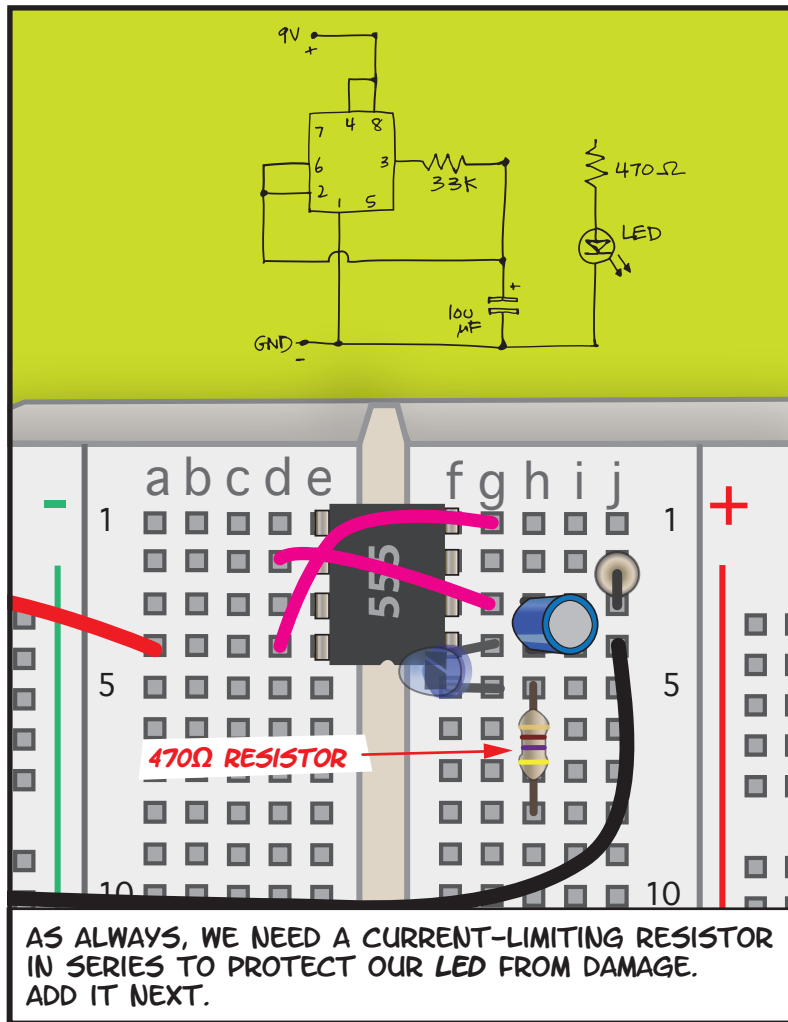 9V
+
7 4 8
6 3
2
1 5
33K
470Ω
LED
+
100
µF
GND
-
a b c d e f g h i j
- 1 1 +
555
5 5
470Ω RESISTOR
10 10
AS ALWAYS, WE NEED A CURRENT-LIMITING RESISTOR
IN SERIES TO PROTECT OUR LED FROM DAMAGE.
ADD IT NEXT.